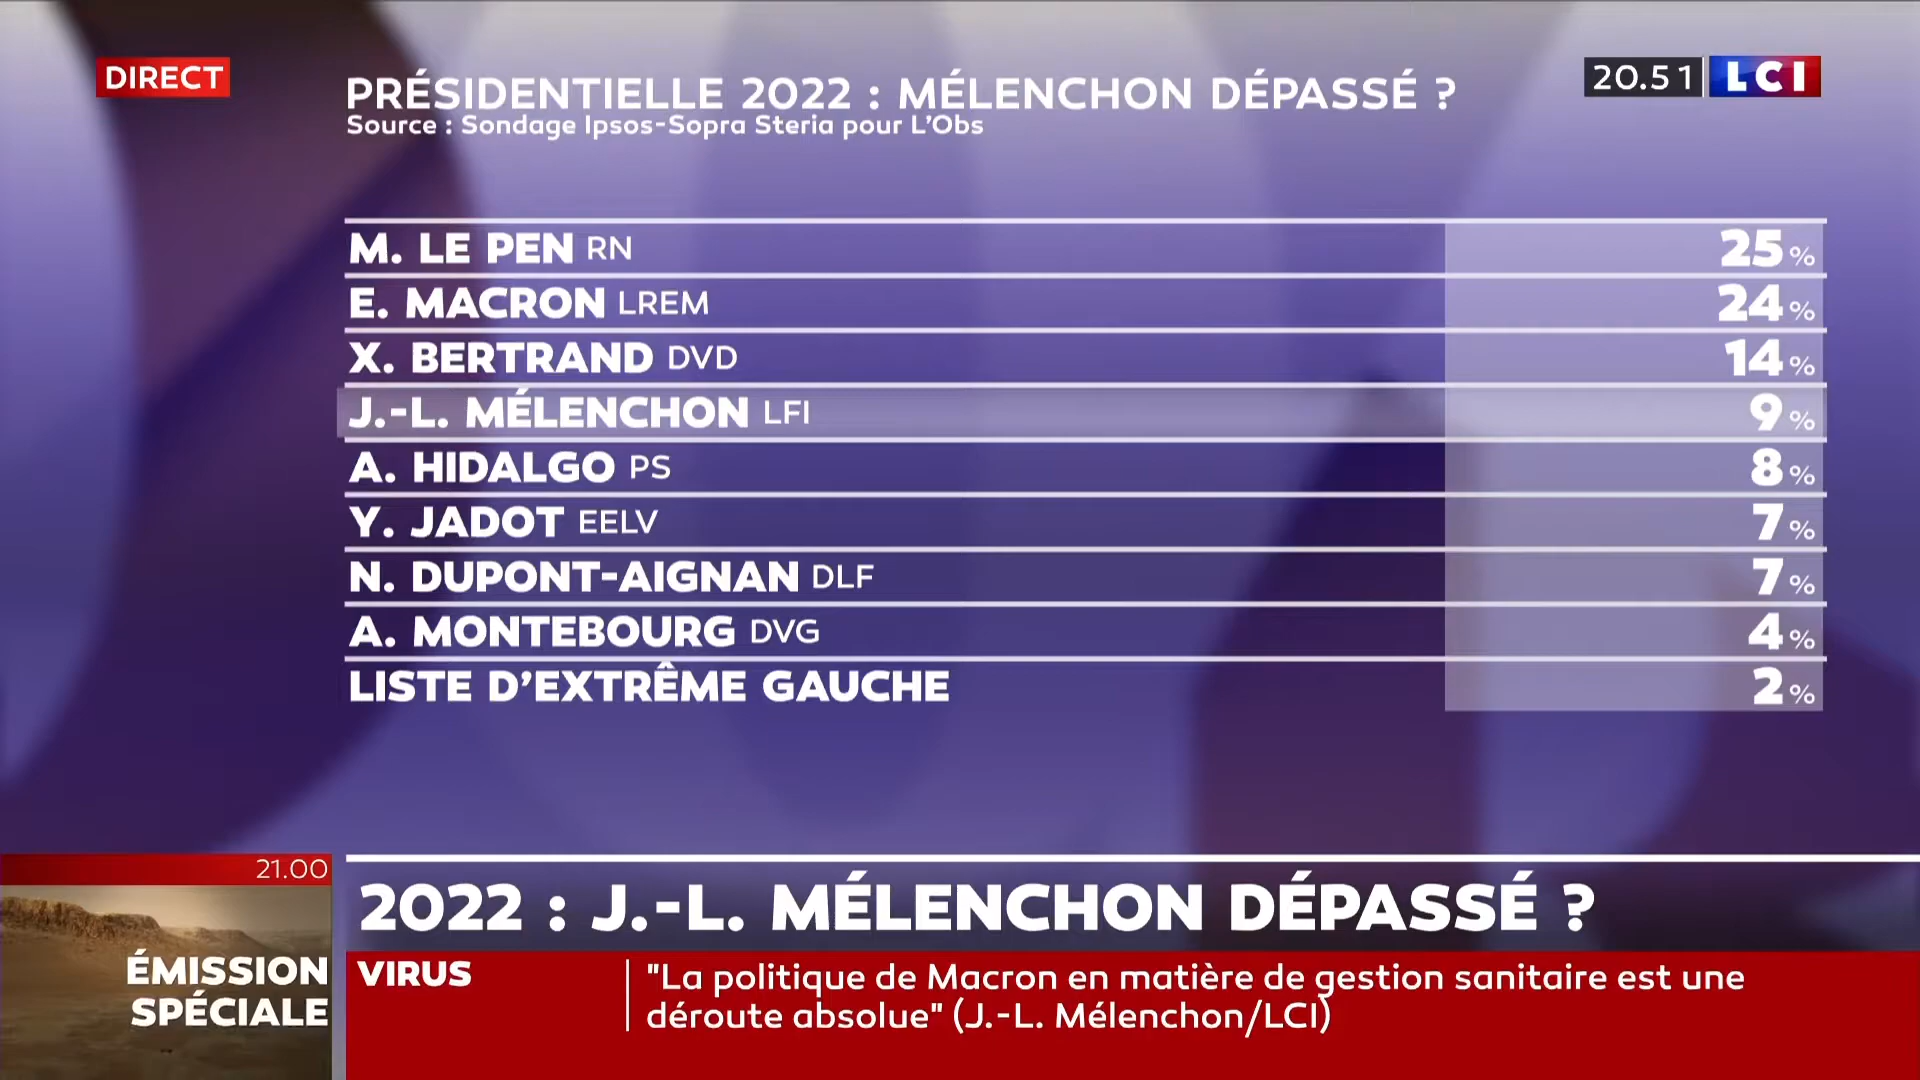 DIRECT
PRÉSIDENTIELLE 2022 : MÉLENCHON DÉPASSÉ ?
Source : Sondage Ipsos-Sopra Steria pour L'Obs
20.51 LCI
M. LE PEN RN 25 %
E. MACRON LREM 24 %
X. BERTRAND DVD 14 %
J.-L. MÉLENCHON LFI 9 %
A. HIDALGO PS 8 %
Y. JADOT EELV 7 %
N. DUPONT-AIGNAN DLF 7 %
A. MONTEBOURG DVG 4 %
LISTE D'EXTRÊME GAUCHE 2 %
21.00
ÉMISSION
SPÉCIALE
2022 : J.-L. MÉLENCHON DÉPASSÉ ?
VIRUS
"La politique de Macron en matière de gestion sanitaire est une
déroute absolue" (J.-L. Mélenchon/LCI)